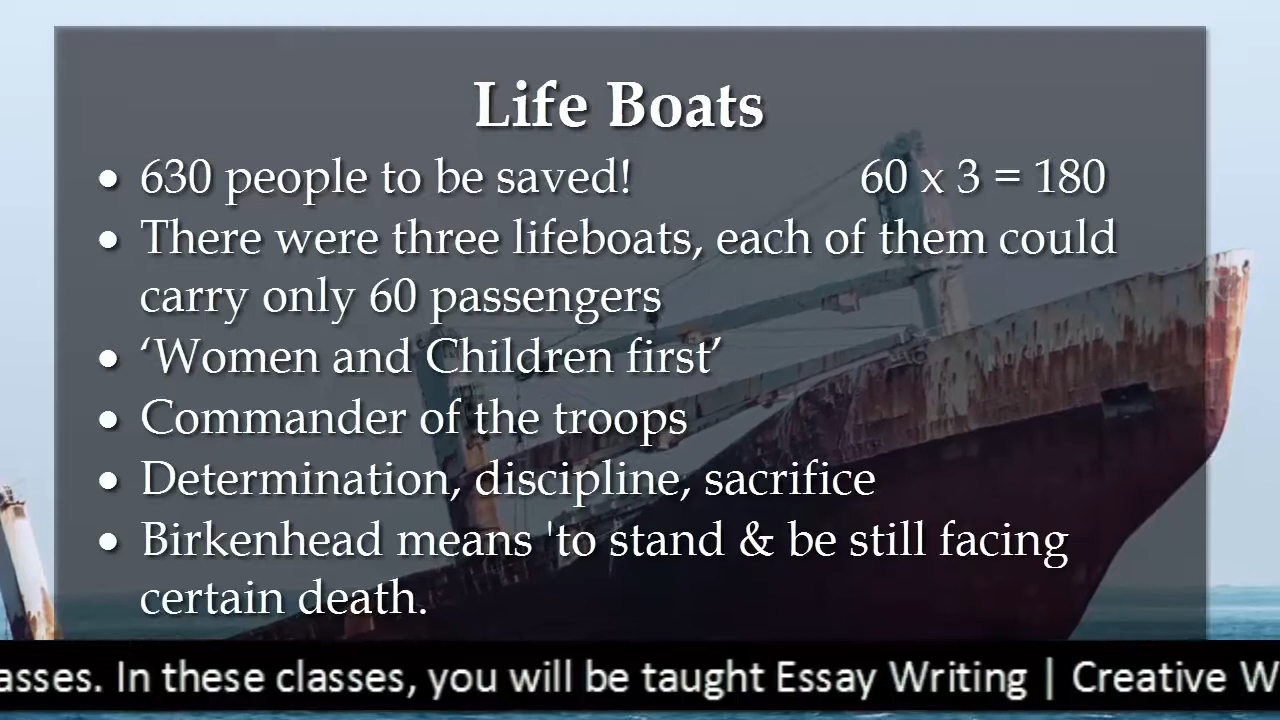 Life Boats
• 630 people to be saved! 60 x 3 = 180
• There were three lifeboats, each of them could
carry only 60 passengers
• ‘Women and Children first’
• Commander of the troops
• Determination, discipline, sacrifice
• Birkenhead means 'to stand & be still facing
certain death.
asses. In these classes, you will be taught Essay Writing | Creative W